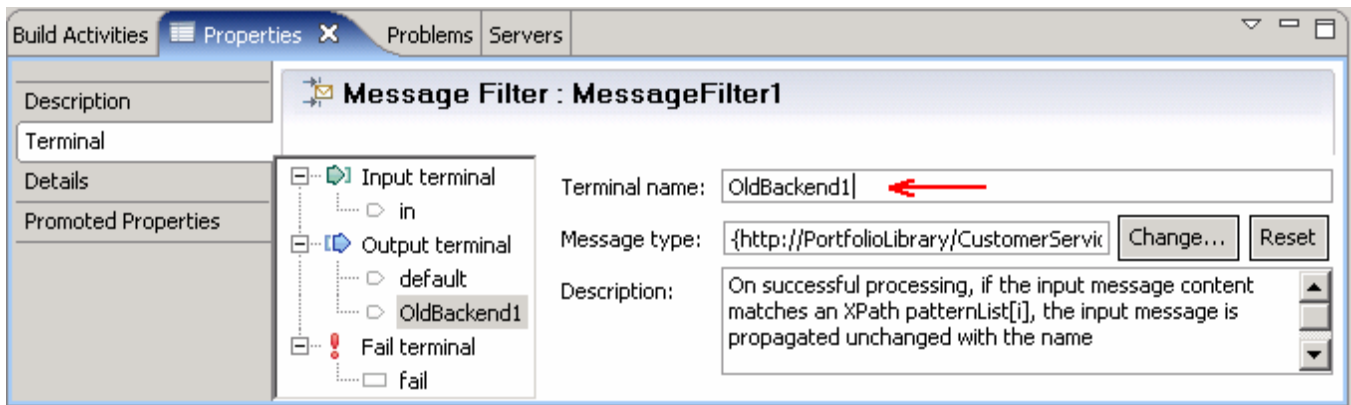 Build Activities Properties Problems Servers
Message Filter : MessageFilter1
Description
Terminal
Details
Promoted Properties
Input terminal
in
Output terminal
default
OldBackend1
Fail terminal
fail
Terminal name: OldBackend1
Message type: {http://PortfolioLibrary/CustomerServic Change... Reset
Description: On successful processing, if the input message content
matches an XPath patternList[i], the input message is
propagated unchanged with the name